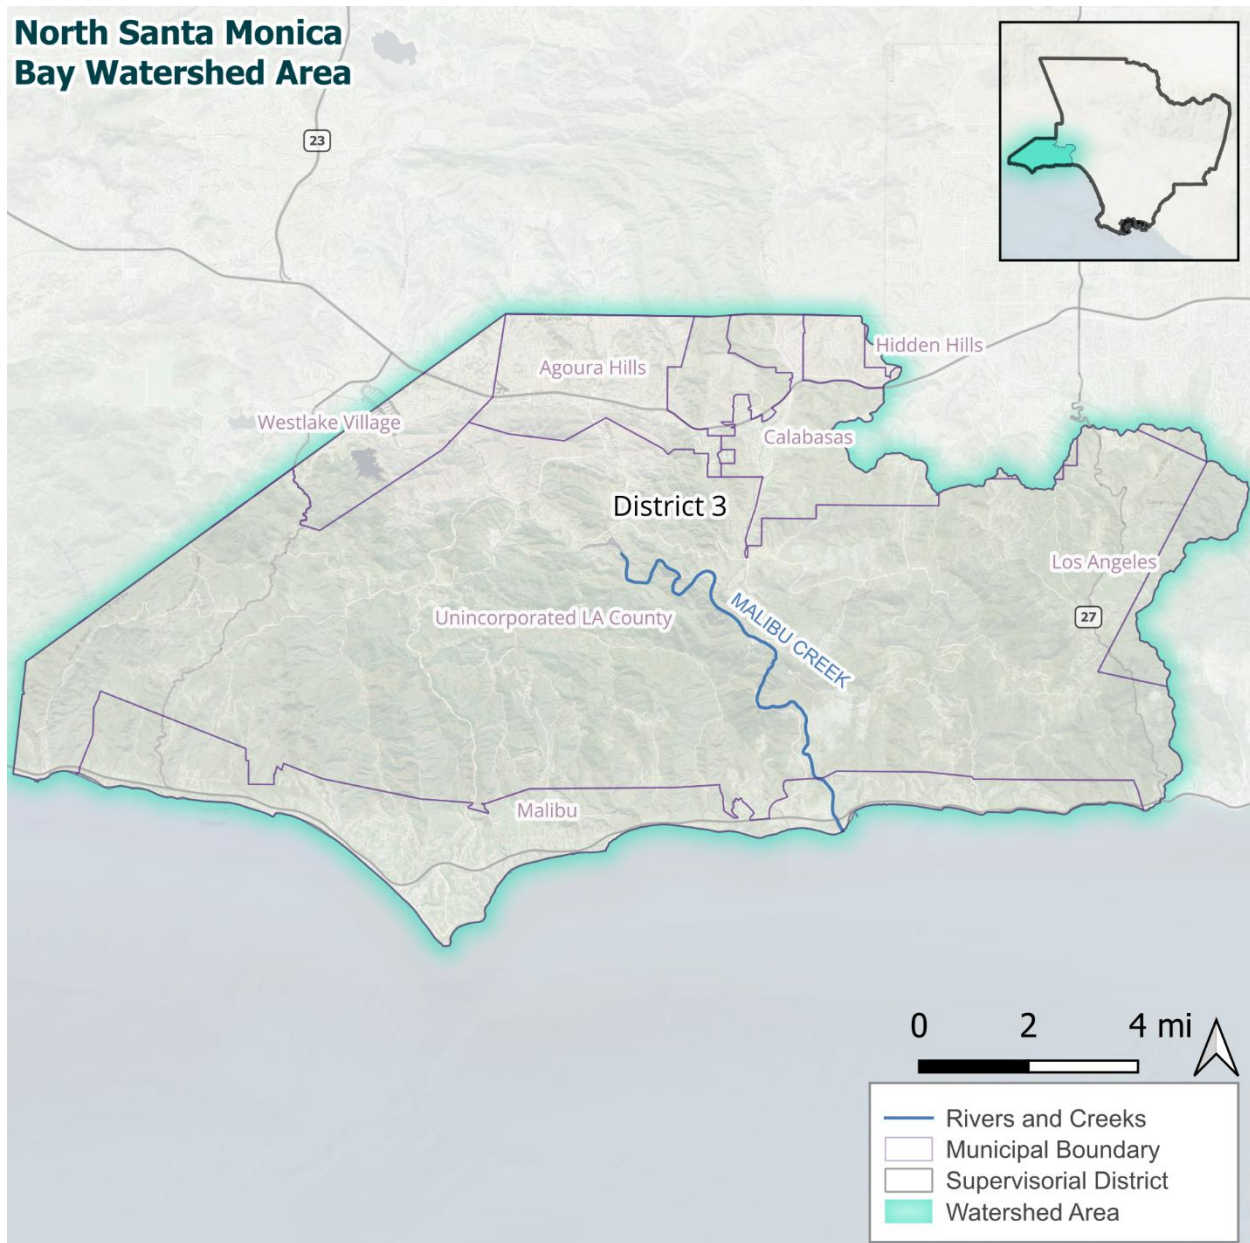 North Santa Monica
Bay Watershed Area
23
Hidden Hills
Agoura Hills
Westlake Village
Calabasas
District 3
Los Angeles
MALIBU CREEK
Unincorporated LA County
27
Malibu
0 2 4 mi
Rivers and Creeks
Municipal Boundary
Supervisorial District
Watershed Area